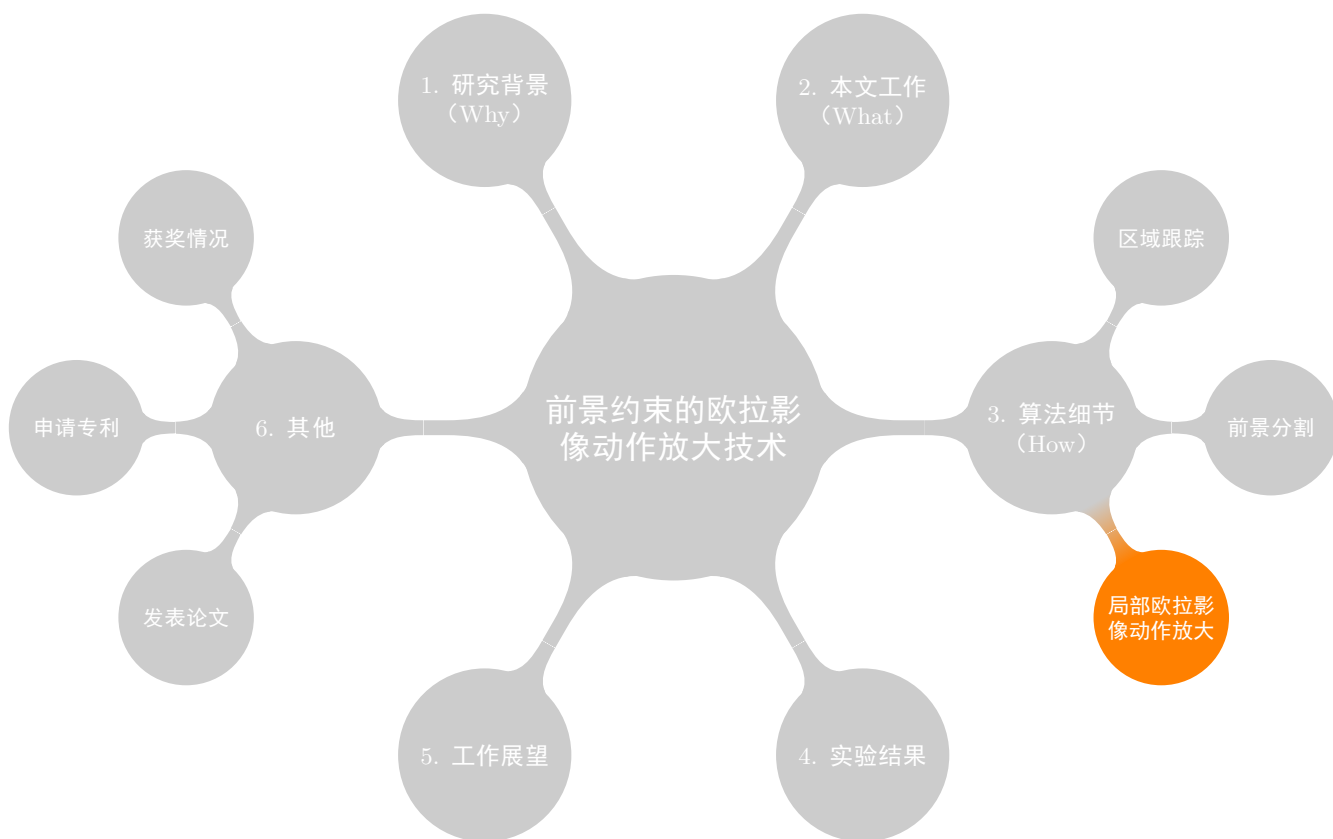 1. 研究背景
（Why）
2. 本文工作
（What）
获奖情况
区域跟踪
申请专利
6. 其他
前景约束的欧拉影
像动作放大技术
3. 算法细节
（How）
前景分割
发表论文
局部欧拉影
像动作放大
5. 工作展望
4. 实验结果